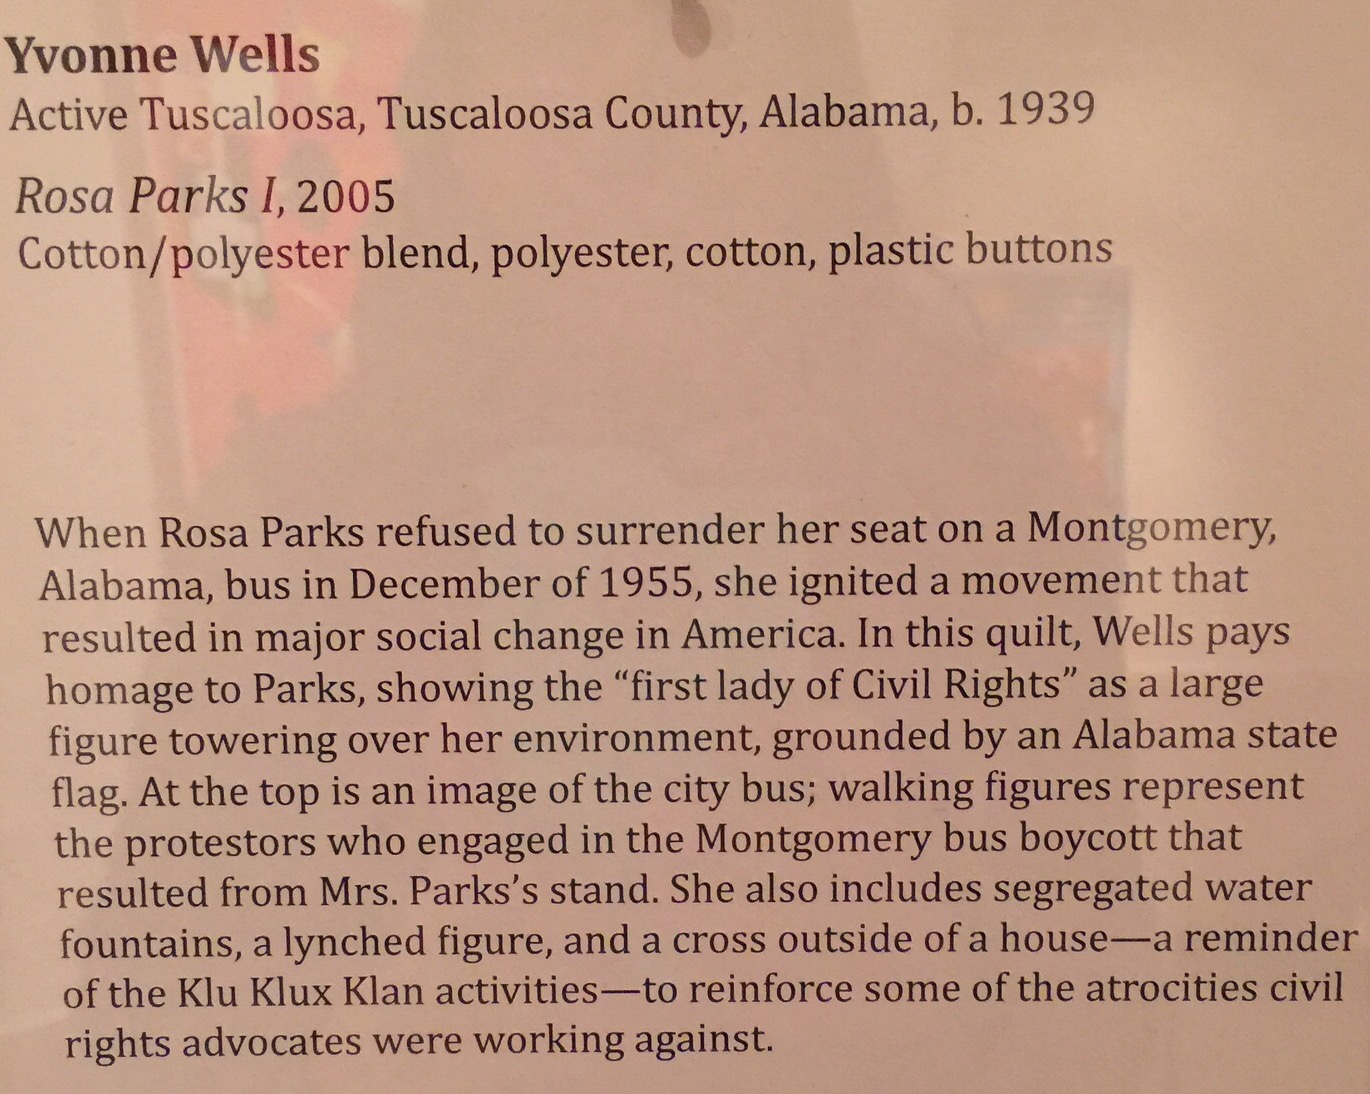 Yvonne Wells
Active Tuscaloosa, Tuscaloosa County, Alabama, b. 1939
Rosa Parks I, 2005
Cotton/polyester blend, polyester, cotton, plastic buttons
When Rosa Parks refused to surrender her seat on a Montgomery,
Alabama, bus in December of 1955, she ignited a movement that
resulted in major social change in America. In this quilt, Wells pays
homage to Parks, showing the “first lady of Civil Rights” as a large
figure towering over her environment, grounded by an Alabama state
flag. At the top is an image of the city bus; walking figures represent
the protestors who engaged in the Montgomery bus boycott that
resulted from Mrs. Parks’s stand. She also includes segregated water
fountains, a lynched figure, and a cross outside of a house—a reminder
of the Klu Klux Klan activities—to reinforce some of the atrocities civil
rights advocates were working against.